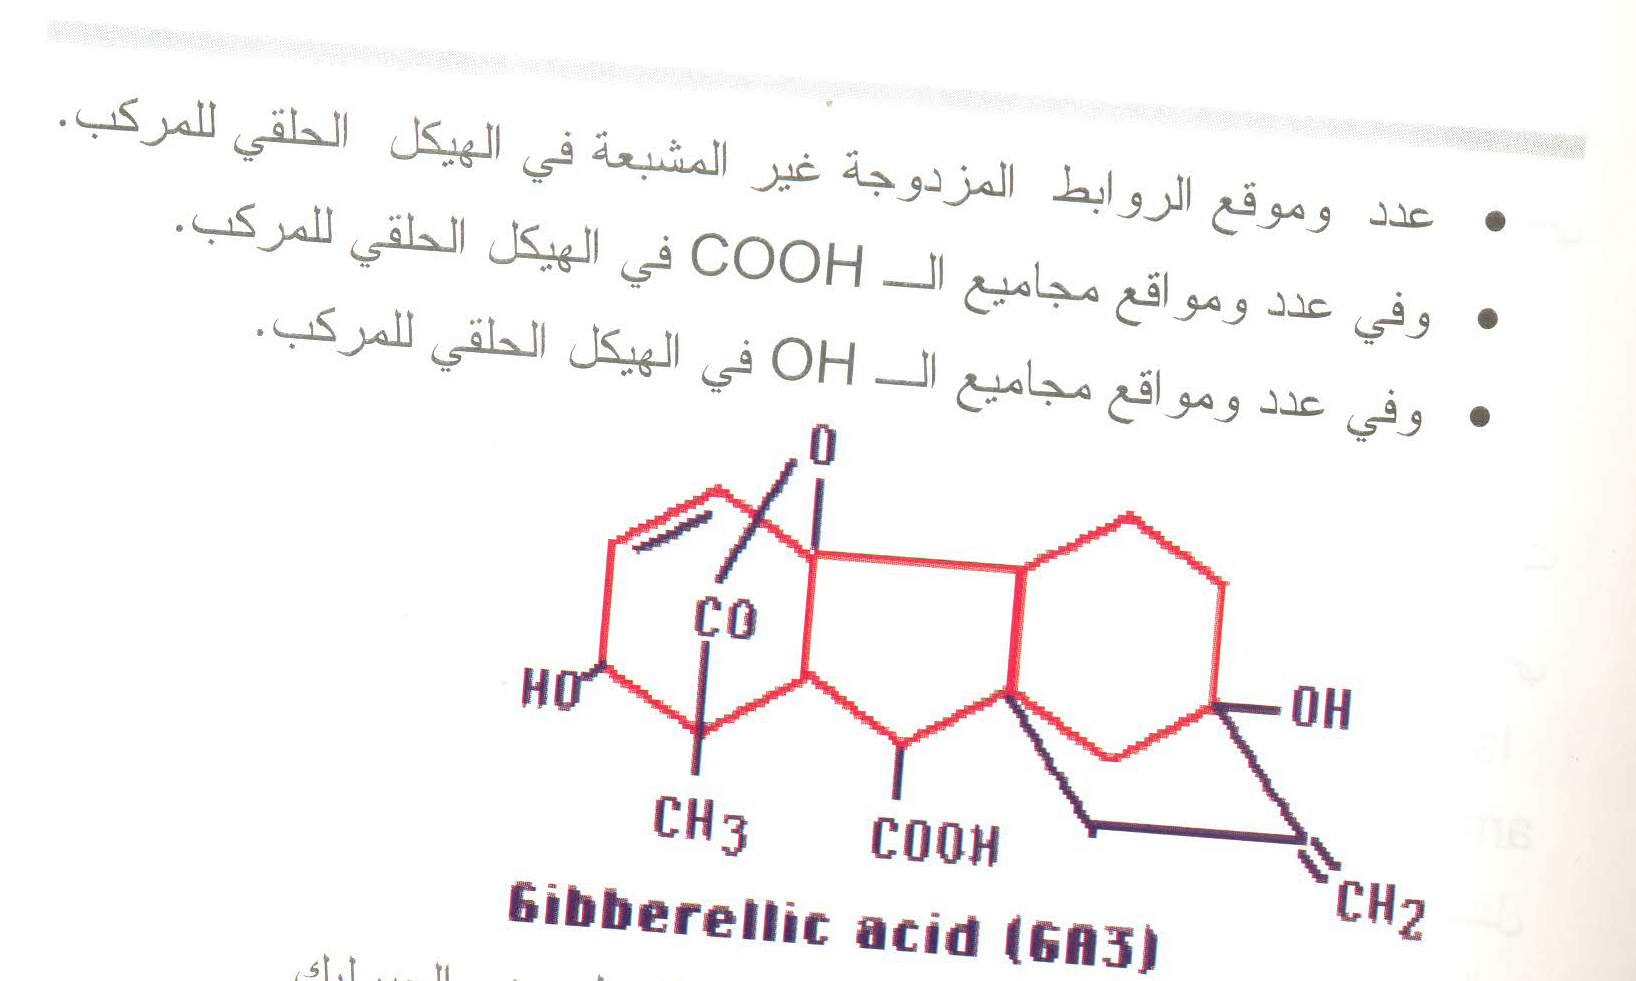 • عدد وموقع الروابط المزدوجة غير المشبعة في الهيكل الحلقي للمركب.
• وفي عدد ومواقع مجاميع الـ COOH في الهيكل الحلقي للمركب.
• وفي عدد ومواقع مجاميع الـ OH في الهيكل الحلقي للمركب.
O
CO
HO
OH
CH3
COOH
CH2
Gibberellic acid (GA3)